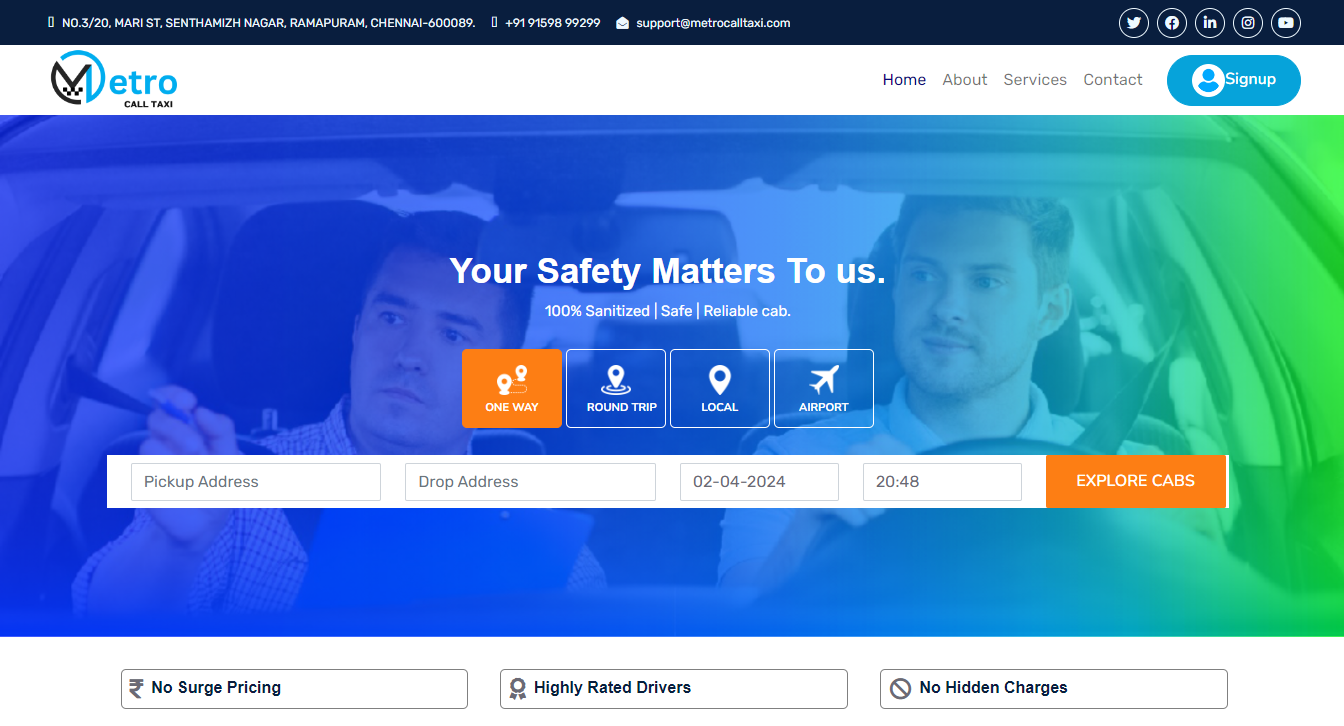 NO.3/20, MARI ST, SENTHAMIZH NAGAR, RAMAPURAM, CHENNAI-600089. +91 91598 99299 support@metrocalltaxi.com
Metro
CALL TAXI
Home About Services Contact Signup
Your Safety Matters To us.
100% Sanitized | Safe | Reliable cab.
ONE WAY ROUND TRIP LOCAL AIRPORT
Pickup Address Drop Address 02-04-2024 20:48 EXPLORE CABS
No Surge Pricing Highly Rated Drivers No Hidden Charges